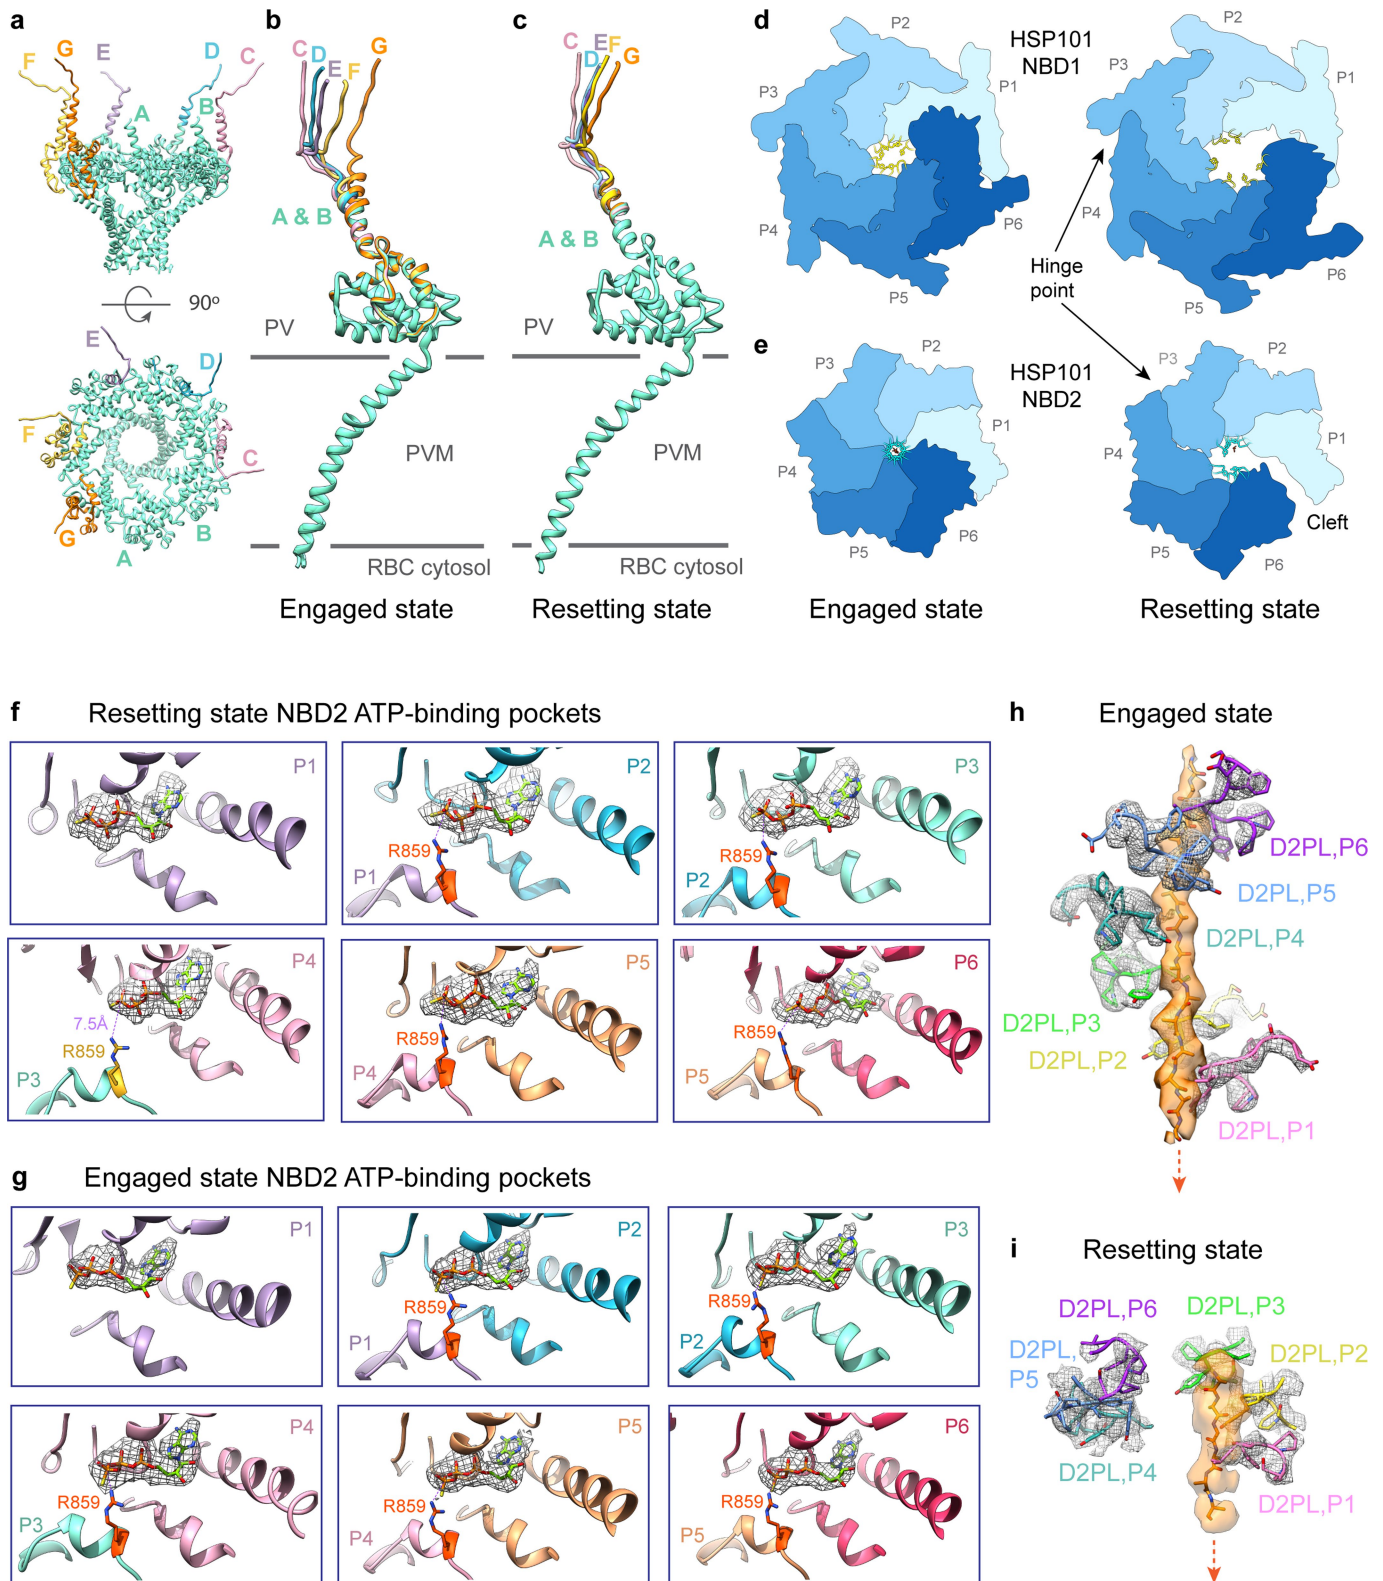 a
F
G
E
D
C
A
B
90º
E
D
F
C
G
B
A
b
C
D
E
F
G
A & B
PV
PVM
RBC cytosol
Engaged state
c
C
D
E
F
G
A & B
PV
PVM
RBC cytosol
Resetting state
d
HSP101
NBD1
P2
P3
P1
P4
P6
P5
P2
P3
P1
P4
P6
P5
Hinge
point
e
HSP101
NBD2
P3
P2
P1
P4
P5
P6
P3
P2
P1
P4
Cleft
P5
P6
Engaged state
Resetting state
f
Resetting state NBD2 ATP-binding pockets
P1
P2
R859
P1
P3
R859
P2
P4
7.5Å
R859
P3
P5
R859
P4
P6
R859
P5
g
Engaged state NBD2 ATP-binding pockets
P1
P2
R859
P1
P3
R859
P2
P4
R859
P3
P5
R859
P4
P6
R859
P5
h
Engaged state
D2PL,P6
D2PL,P5
D2PL,P4
D2PL,P3
D2PL,P2
D2PL,P1
i
Resetting state
D2PL,P6
D2PL,P3
D2PL,
P5
D2PL,P2
D2PL,P4
D2PL,P1